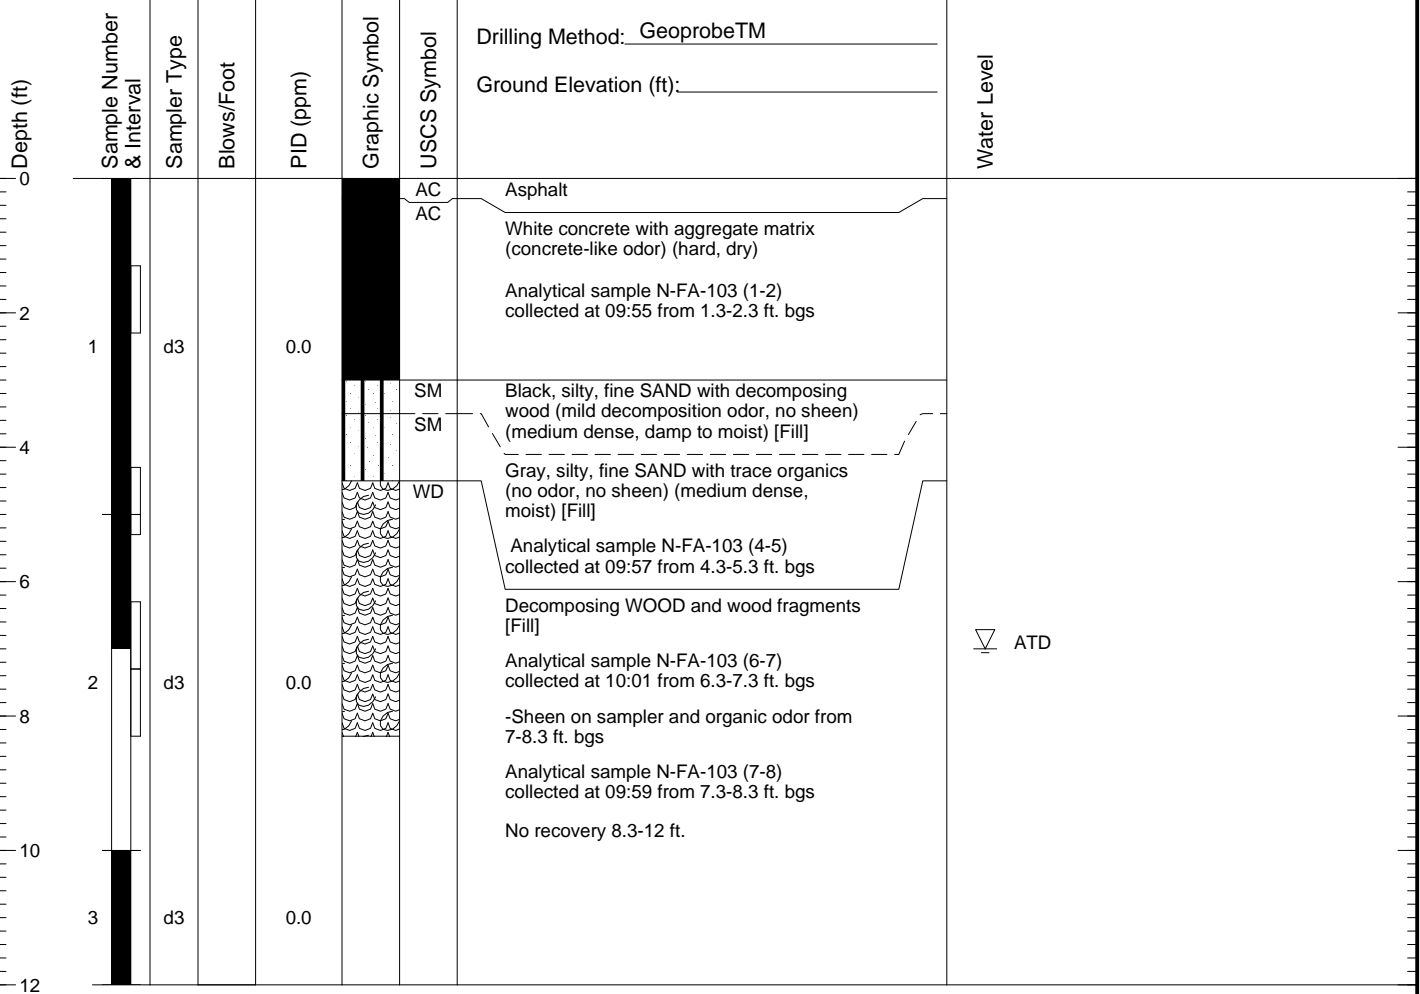 Depth (ft)
Sample Number
& Interval
Sampler Type
Blows/Foot
PID (ppm)
Graphic Symbol
USCS Symbol
Drilling Method: GeoprobeTM
Ground Elevation (ft):
Water Level
0
AC
Asphalt
AC
White concrete with aggregate matrix
(concrete-like odor) (hard, dry)
Analytical sample N-FA-103 (1-2)
collected at 09:55 from 1.3-2.3 ft. bgs
2
1
d3
0.0
SM
Black, silty, fine SAND with decomposing
wood (mild decomposition odor, no sheen)
(medium dense, damp to moist) [Fill]
SM
4
Gray, silty, fine SAND with trace organics
(no odor, no sheen) (medium dense,
moist) [Fill]
WD
Analytical sample N-FA-103 (4-5)
collected at 09:57 from 4.3-5.3 ft. bgs
6
Decomposing WOOD and wood fragments
[Fill]
ATD
Analytical sample N-FA-103 (6-7)
collected at 10:01 from 6.3-7.3 ft. bgs
2
d3
0.0
-Sheen on sampler and organic odor from
7-8.3 ft. bgs
8
Analytical sample N-FA-103 (7-8)
collected at 09:59 from 7.3-8.3 ft. bgs
No recovery 8.3-12 ft.
10
3
d3
0.0
12